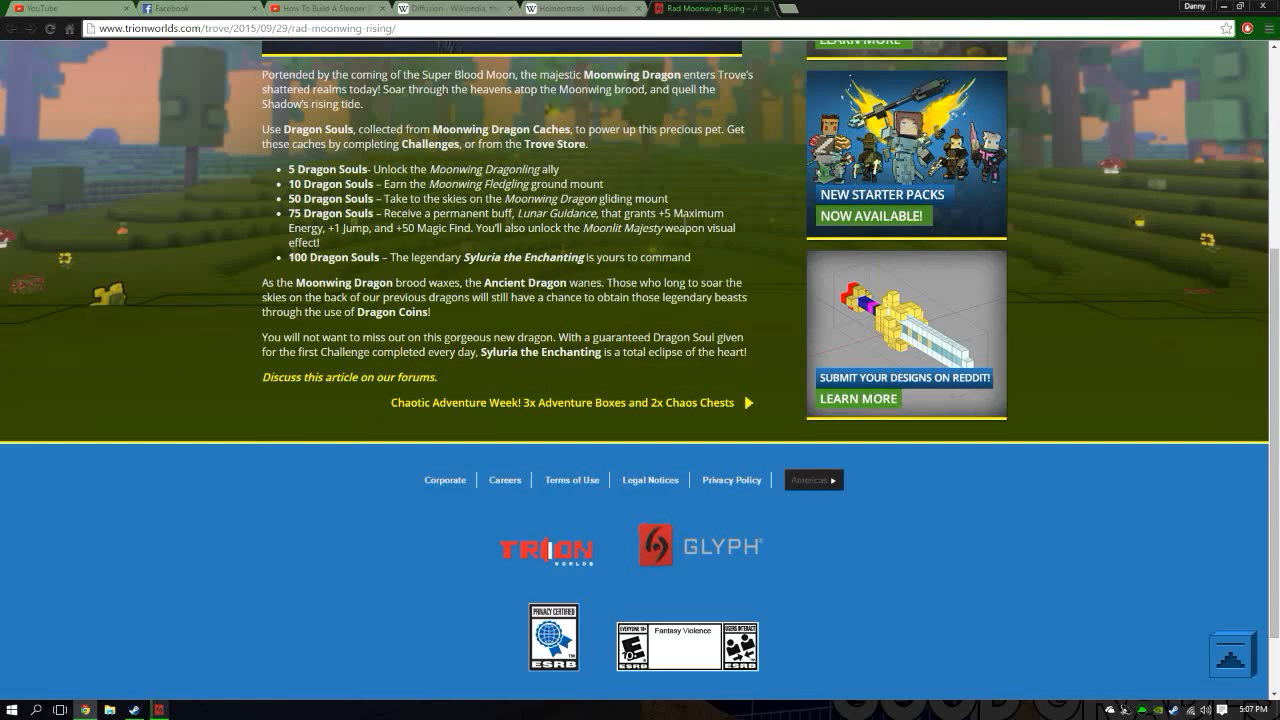 YouTube
Facebook
How To Build A Sleeper [
Diffusion - Wikipedia, the
Homeostasis - Wikipedia
Rad Moonwing Rising – A
Danny
www.trionworlds.com/trove/2015/09/29/rad-moonwing-rising/
LEARN MORE
Portended by the coming of the Super Blood Moon, the majestic Moonwing Dragon enters Trove's
shattered realms today! Soar through the heavens atop the Moonwing brood, and quell the
Shadow's rising tide.
Use Dragon Souls, collected from Moonwing Dragon Caches, to power up this precious pet. Get
these caches by completing Challenges, or from the Trove Store.
• 5 Dragon Souls- Unlock the Moonwing Dragonling ally
• 10 Dragon Souls – Earn the Moonwing Fledgling ground mount
• 50 Dragon Souls – Take to the skies on the Moonwing Dragon gliding mount
• 75 Dragon Souls – Receive a permanent buff, Lunar Guidance, that grants +5 Maximum
Energy, +1 Jump, and +50 Magic Find. You'll also unlock the Moonlit Majesty weapon visual
effect!
• 100 Dragon Souls – The legendary Syluria the Enchanting is yours to command
As the Moonwing Dragon brood waxes, the Ancient Dragon wanes. Those who long to soar the
skies on the back of our previous dragons will still have a chance to obtain those legendary beasts
through the use of Dragon Coins!
You will not want to miss out on this gorgeous new dragon. With a guaranteed Dragon Soul given
for the first Challenge completed every day, Syluria the Enchanting is a total eclipse of the heart!
Discuss this article on our forums.
Chaotic Adventure Week! 3x Adventure Boxes and 2x Chaos Chests
NEW STARTER PACKS
NOW AVAILABLE!
SUBMIT YOUR DESIGNS ON REDDIT!
LEARN MORE
Corporate
Careers
Terms of Use
Legal Notices
Privacy Policy
Americas
TRION
WORLDS
GLYPH
PRIVACY CERTIFIED
ESRB
EVERYONE 10+
E
10+
ESRB
Fantasy Violence
USERS INTERACT
ESRB
5:07 PM